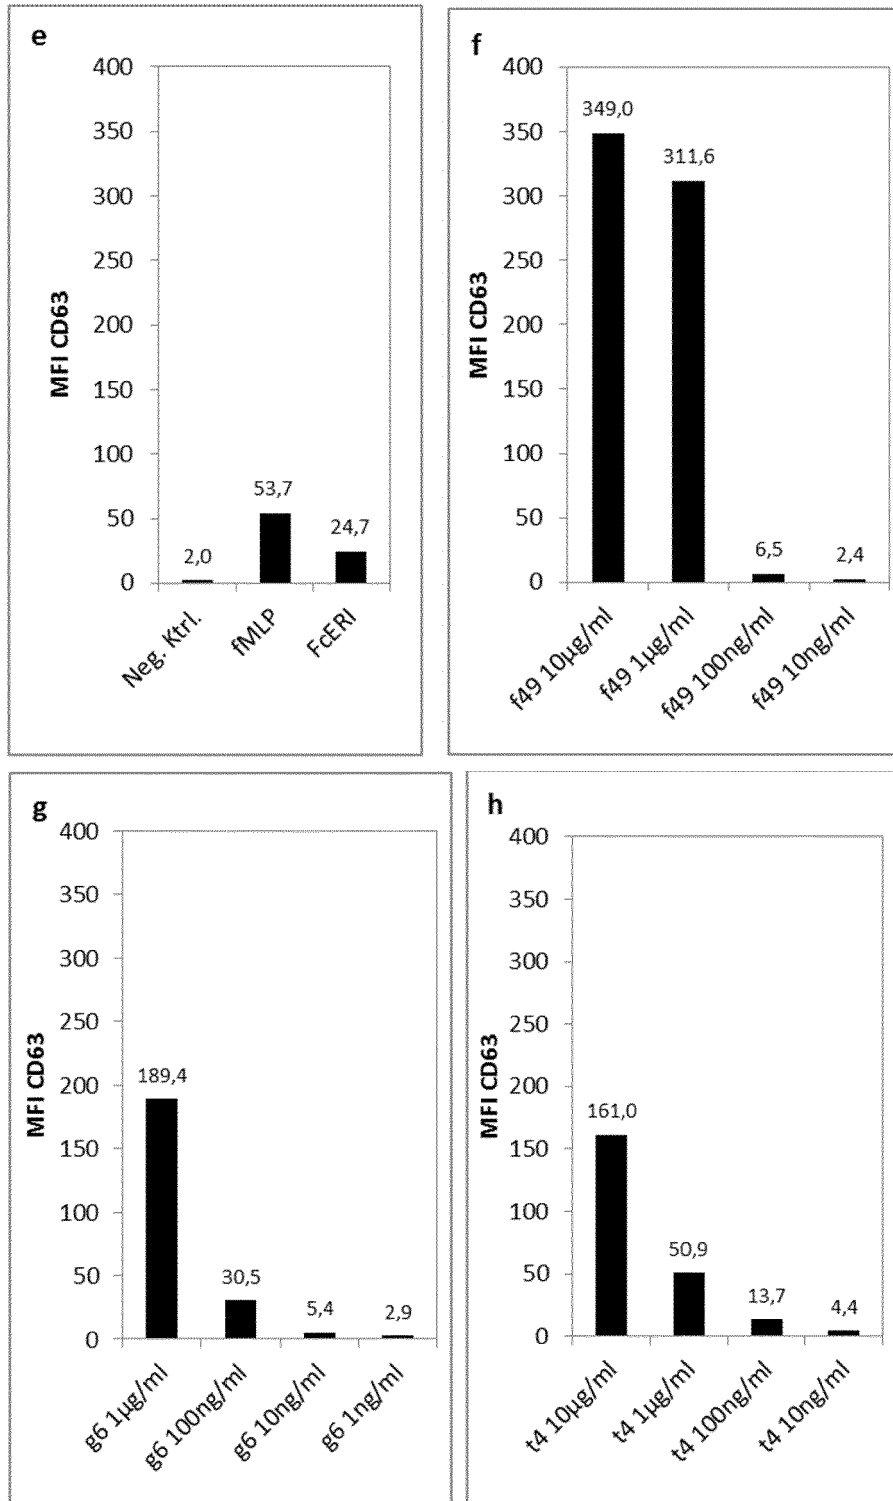 e
400
350
300
250
200
150
100
50
0
MFI CD63
2,0
53,7
24,7
Neg. Ktrl.
fMLP
FcERI
f
400
350
300
250
200
150
100
50
0
MFI CD63
349,0
311,6
6,5
2,4
f49 10µg/ml
f49 1µg/ml
f49 100ng/ml
f49 10ng/ml
g
400
350
300
250
200
150
100
50
0
MFI CD63
189,4
30,5
5,4
2,9
g6 1µg/ml
g6 100ng/ml
g6 10ng/ml
g6 1ng/ml
h
400
350
300
250
200
150
100
50
0
MFI CD63
161,0
50,9
13,7
4,4
t4 10µg/ml
t4 1µg/ml
t4 100ng/ml
t4 10ng/ml